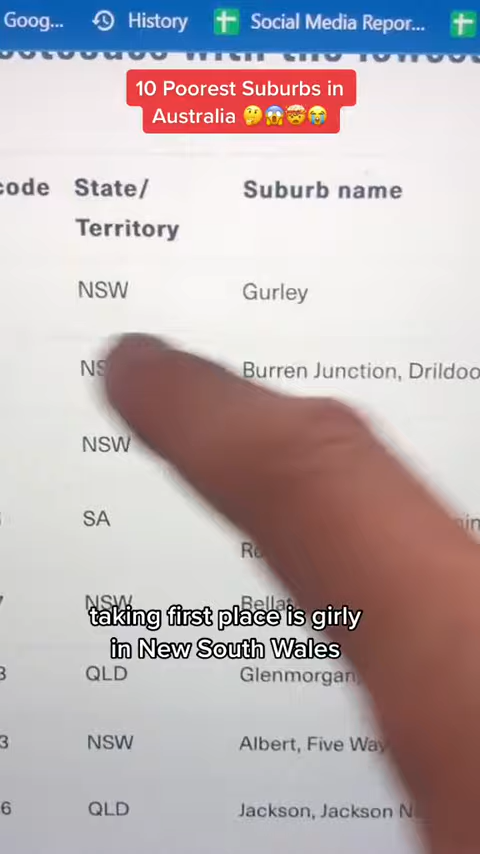 Goog... History Social Media Repor...
10 Poorest Suburbs in
Australia 🤔😱🤯😭
code State/ Suburb name
Territory
NSW Gurley
Burren Junction, Drildoo
NSW
SA
NSW
taking first place is girly
in New South Wales
QLD Glenmorgan,
3 NSW Albert, Five Way
6 QLD Jackson, Jackson N